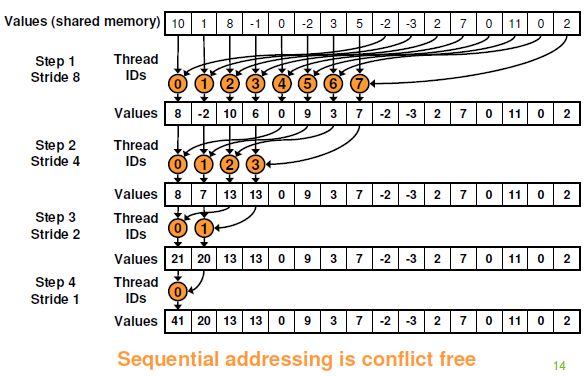 Values (shared memory) 10 1 8 -1 0 -2 3 5 -2 -3 2 7 0 11 0 2
Step 1 Thread
Stride 8 IDs 0 1 2 3 4 5 6 7
Values 8 -2 10 6 0 9 3 7 -2 -3 2 7 0 11 0 2
Step 2 Thread
Stride 4 IDs 0 1 2 3
Values 8 7 13 13 0 9 3 7 -2 -3 2 7 0 11 0 2
Step 3 Thread
Stride 2 IDs 0 1
Values 21 20 13 13 0 9 3 7 -2 -3 2 7 0 11 0 2
Step 4 Thread
Stride 1 IDs 0
Values 41 20 13 13 0 9 3 7 -2 -3 2 7 0 11 0 2
Sequential addressing is conflict free
14